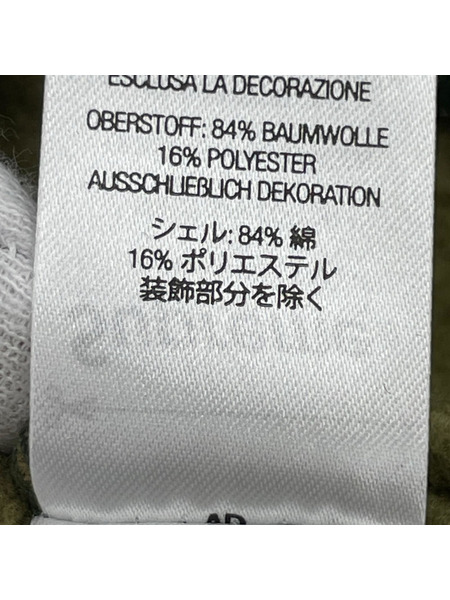 ESCLUSA LA DECORAZIONE
OBERSTOFF: 84% BAUMWOLLE
16% POLYESTER
AUSSCHLIEßLICH DEKORATION
シェル: 84% 綿
16% ポリエステル
装飾部分を除く